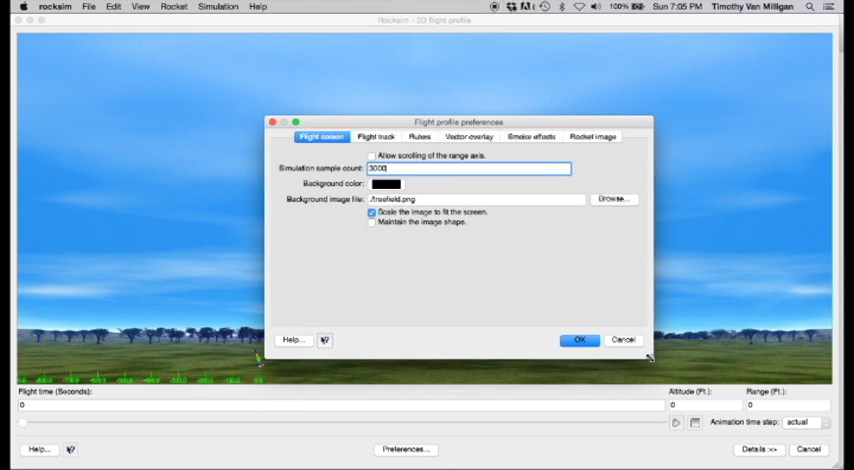 rocksim File Edit View Rocket Simulation Help 100% Sun 7:05 PM Timothy Van Milligan
Rocksim - 2D flight profile
Flight profile preferences
Flight screen Flight track Rulers Vector overlay Smoke effects Rocket image
Allow scrolling of the range axis.
Simulation sample count: 3000
Background color:
Background image file: ./treefield.png Browse...
Scale the image to fit the screen.
Maintain the image shape.
Help... OK Cancel
Flight time (Seconds): Altitude (Ft.): Range (Ft.):
0 0 0
Animation time step: actual
Help... Preferences... Details >> Cancel